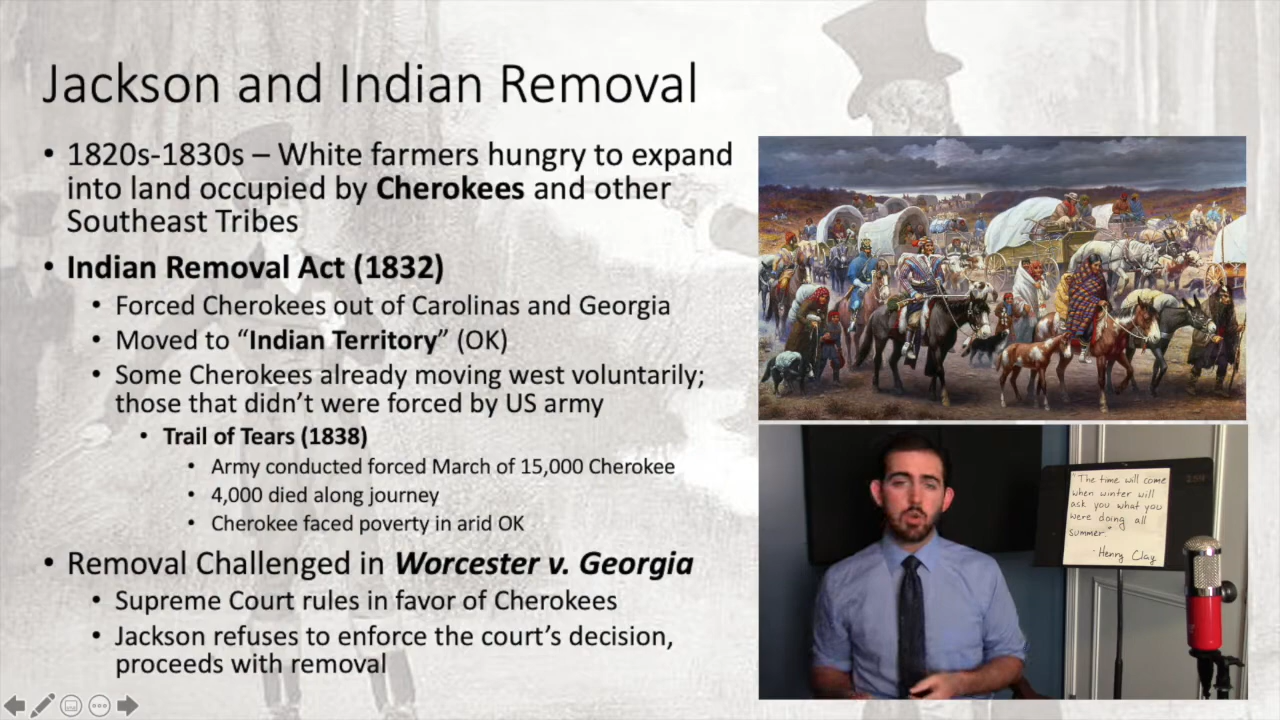 Jackson and Indian Removal
• 1820s-1830s – White farmers hungry to expand
into land occupied by Cherokees and other
Southeast Tribes
• Indian Removal Act (1832)
• Forced Cherokees out of Carolinas and Georgia
• Moved to “Indian Territory” (OK)
• Some Cherokees already moving west voluntarily;
those that didn’t were forced by US army
• Trail of Tears (1838)
• Army conducted forced March of 15,000 Cherokee
• 4,000 died along journey
• Cherokee faced poverty in arid OK
• Removal Challenged in Worcester v. Georgia
• Supreme Court rules in favor of Cherokees
• Jackson refuses to enforce the court’s decision,
proceeds with removal
"The time will come
when winter will
ask you what you
were doing all
summer."
-Henry Clay